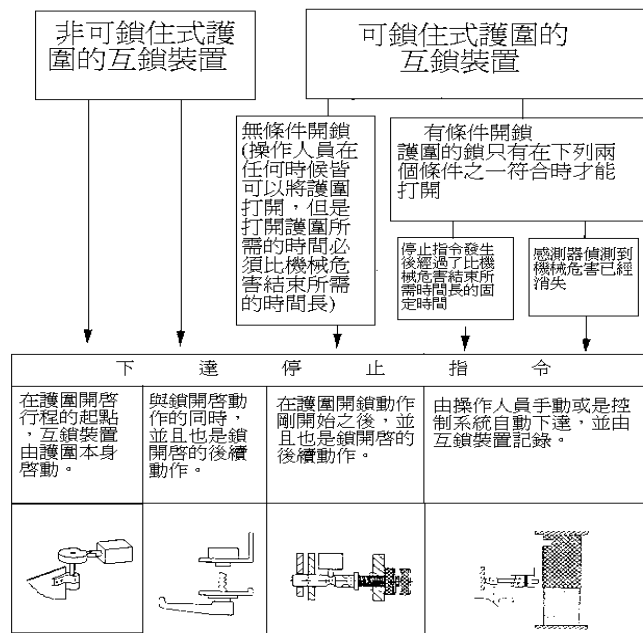 非可鎖住式護
圍的互鎖裝置
可鎖住式護圍的
互鎖裝置
無條件開鎖
(操作人員在
任何時候皆
可以將護圍
打開，但是
打開護圍所
需的時間必
須比機械危
害結束所需
的時間長)
有條件開鎖
護圍的鎖只有在下列兩
個條件之一符合時才能
打開
停止指令發生
後經過了比機
械危害結束所
需時間長的固
定時間
感測器偵測到
機械危害已經
消失
下 達 停 止 指 令
在護圍開啓
行程的起點
，互鎖裝置
由護圍本身
啓動。
與鎖開啓動
作的同時，
並且也是鎖
開啓的後續
動作。
在護圍開鎖動作
剛開始之後，並
且也是鎖開啓的
後續動作。
由操作人員手動或是控
制系統自動下達，並由
互鎖裝置記錄。